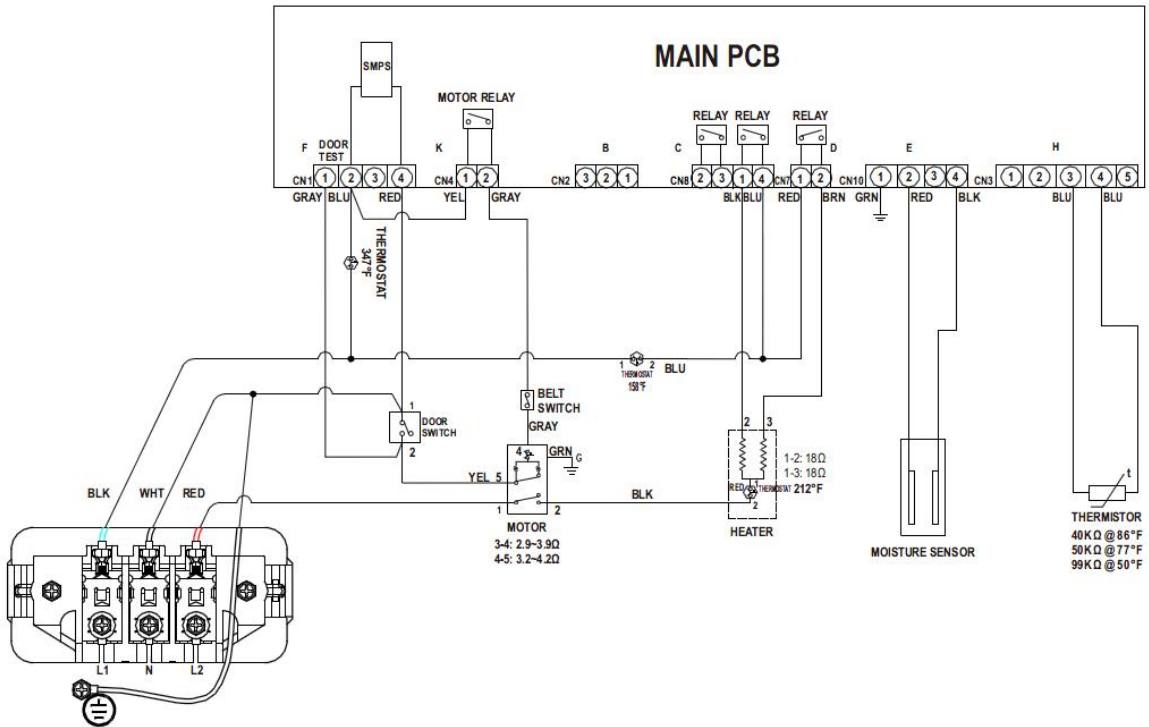 MAIN PCB
SMPS
MOTOR RELAY
RELAY RELAY RELAY
F DOOR TEST K B C D E H
CN1 1 2 3 4 CN4 1 2 CN2 3 2 1 CN8 2 3 1 4 CN7 1 2 CN10 1 2 3 4 CN3 1 2 3 4 5
GRAY BLU RED YEL GRAY BLK BLU RED BRN GRN RED BLK BLU BLU
THERMOSTAT
347°F
1 2 BLU
THERMOSTAT
158°F
BELT
SWITCH
GRAY
1
DOOR
SWITCH
2
4 GRN G
YEL 5
1 2
BLK
MOTOR
3-4: 2.9~3.9Ω
4-5: 3.2~4.2Ω
2 3
1-2: 18Ω
1-3: 18Ω
RED 1 THERMOSTAT 212°F
2
HEATER
MOISTURE SENSOR
t
THERMISTOR
40KΩ@86°F
50KΩ@77°F
99KΩ@50°F
BLK WHT RED
L1 N L2